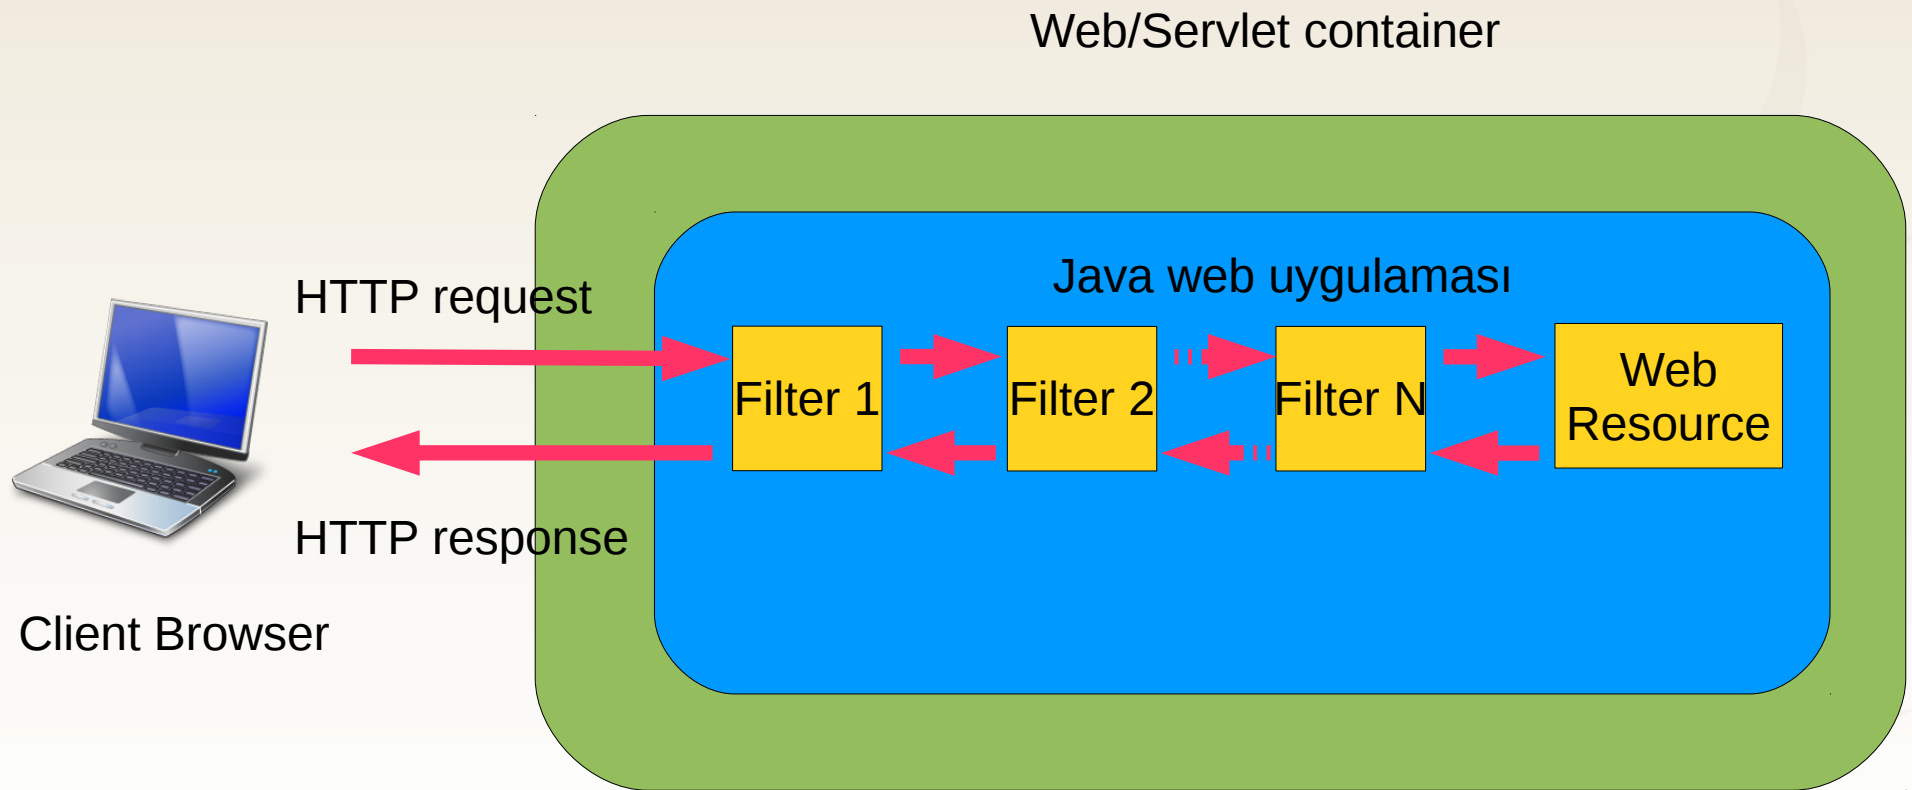 Web/Servlet container
Java web uygulaması
HTTP request
Filter 1
Filter 2
Filter N
Web
Resource
HTTP response
Client Browser